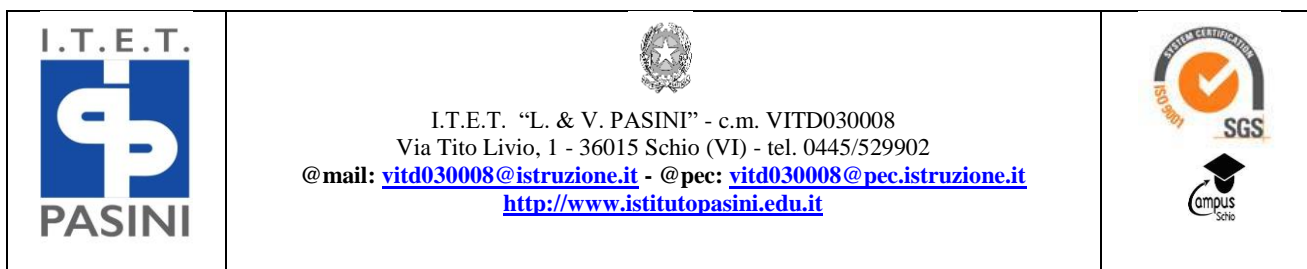 I.T.E.T.
PASINI
I.T.E.T. “L. & V. PASINI” - c.m. VITD030008
Via Tito Livio, 1 - 36015 Schio (VI) - tel. 0445/529902
@mail: vitd030008@istruzione.it - @pec: vitd030008@pec.istruzione.it
http://www.istitutopasini.edu.it
SYSTEM CERTIFICATION
ISO 9001
SGS
Campus
Schio